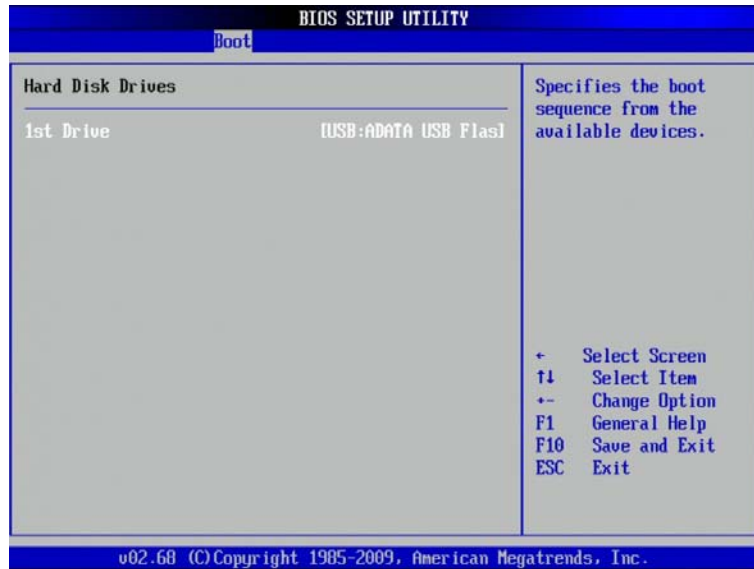 BIOS SETUP UTILITY
Boot
Hard Disk Drives
1st Drive [USB:ADATA USB Flas]
Specifies the boot
sequence from the
available devices.
← Select Screen
↑↓ Select Item
+- Change Option
F1 General Help
F10 Save and Exit
ESC Exit
v02.68 (C)Copyright 1985-2009, American Megatrends, Inc.